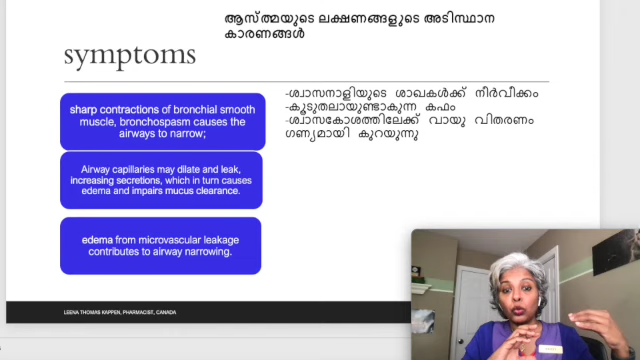 ആസ്ത്മയുടെ ലക്ഷണങ്ങളുടെ അടിസ്ഥാന
കാരണങ്ങൾ
symptoms
sharp contractions of bronchial smooth
muscle, bronchospasm causes the
airways to narrow;
Airway capillaries may dilate and leak,
increasing secretions, which in turn causes
edema and impairs mucus clearance.
edema from microvascular leakage
contributes to airway narrowing.
-ശ്വാസനാളിയുടെ ശാഖകൾക്ക് നീർവീക്കം
-കൂടുതലായുണ്ടാകുന്ന കഫം
-ശ്വാസകോശത്തിലേക്ക് വായു വിതരണം
ഗണ്യമായി കുറയുന്നു
LEENA THOMAS KAPPEN, PHARMACIST, CANADA